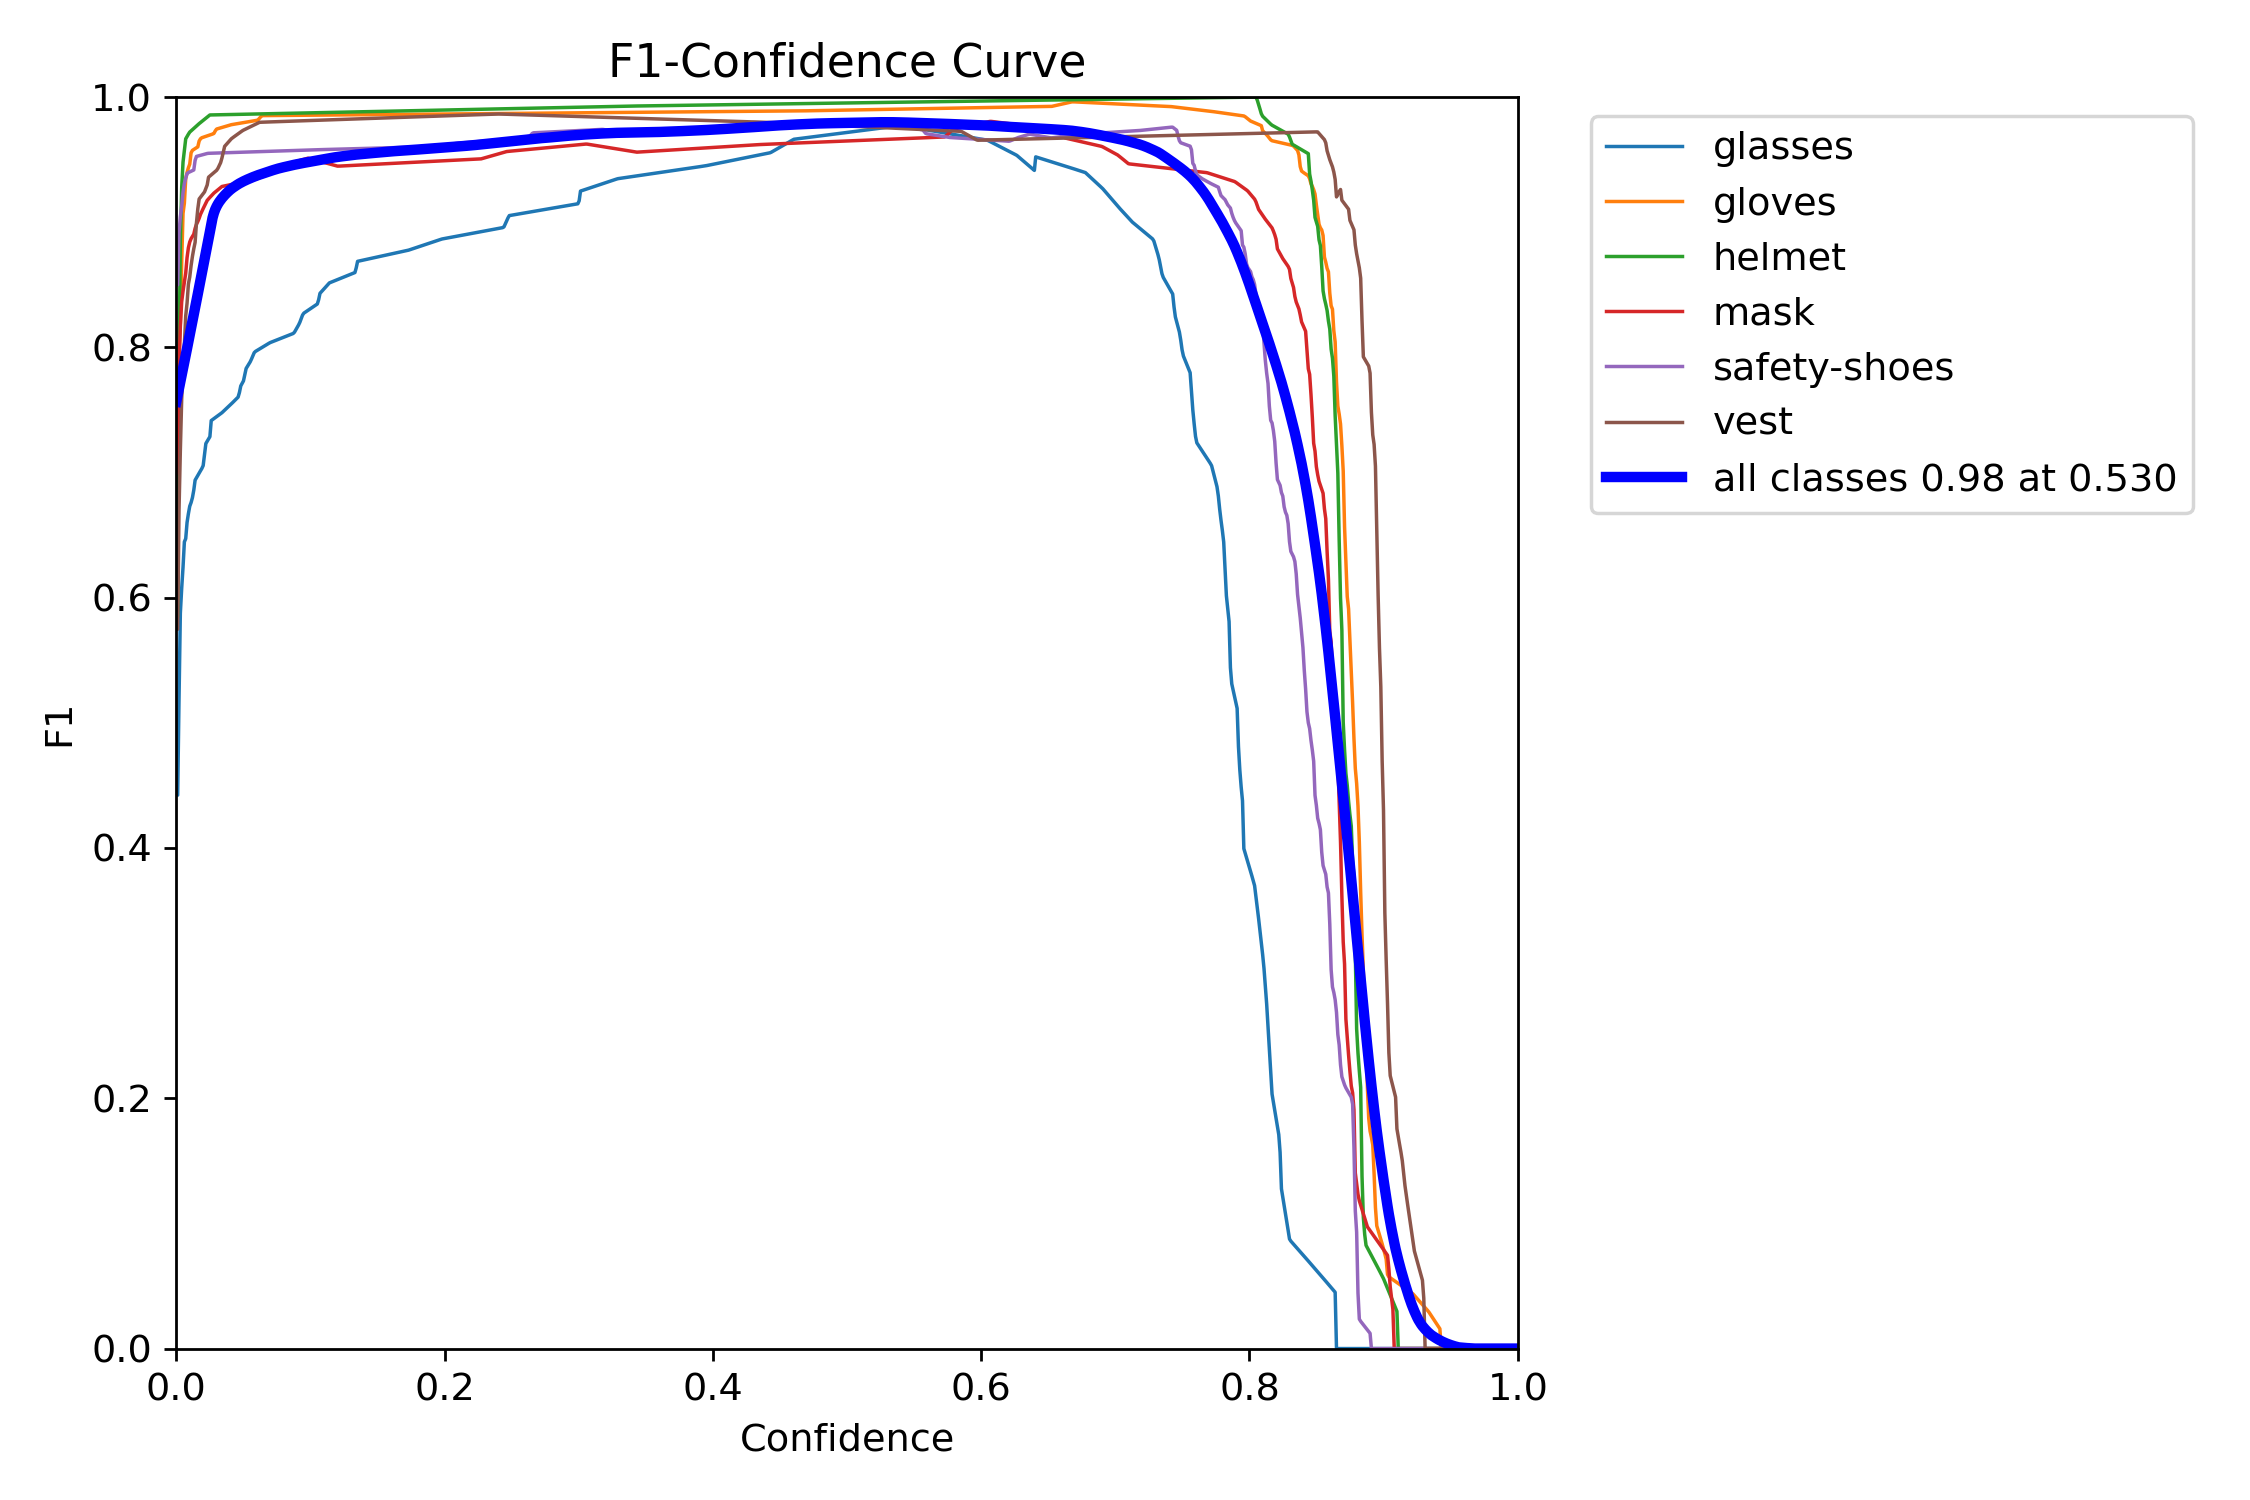 F1-Confidence Curve
1.0
0.8
0.6
0.4
0.2
0.0
F1
0.0 0.2 0.4 0.6 0.8 1.0
Confidence
glasses
gloves
helmet
mask
safety-shoes
vest
all classes 0.98 at 0.530